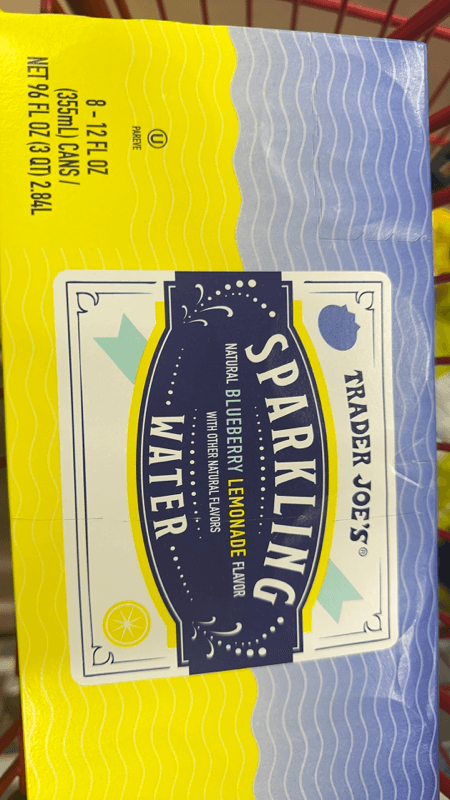 TRADER JOE'S®
SPARKLING
NATURAL BLUEBERRY LEMONADE FLAVOR
WITH OTHER NATURAL FLAVORS
WATER
U
PAREVE
8 - 12 FL OZ
(355mL) CANS /
NET 96 FL OZ (3 QT) 2.84L